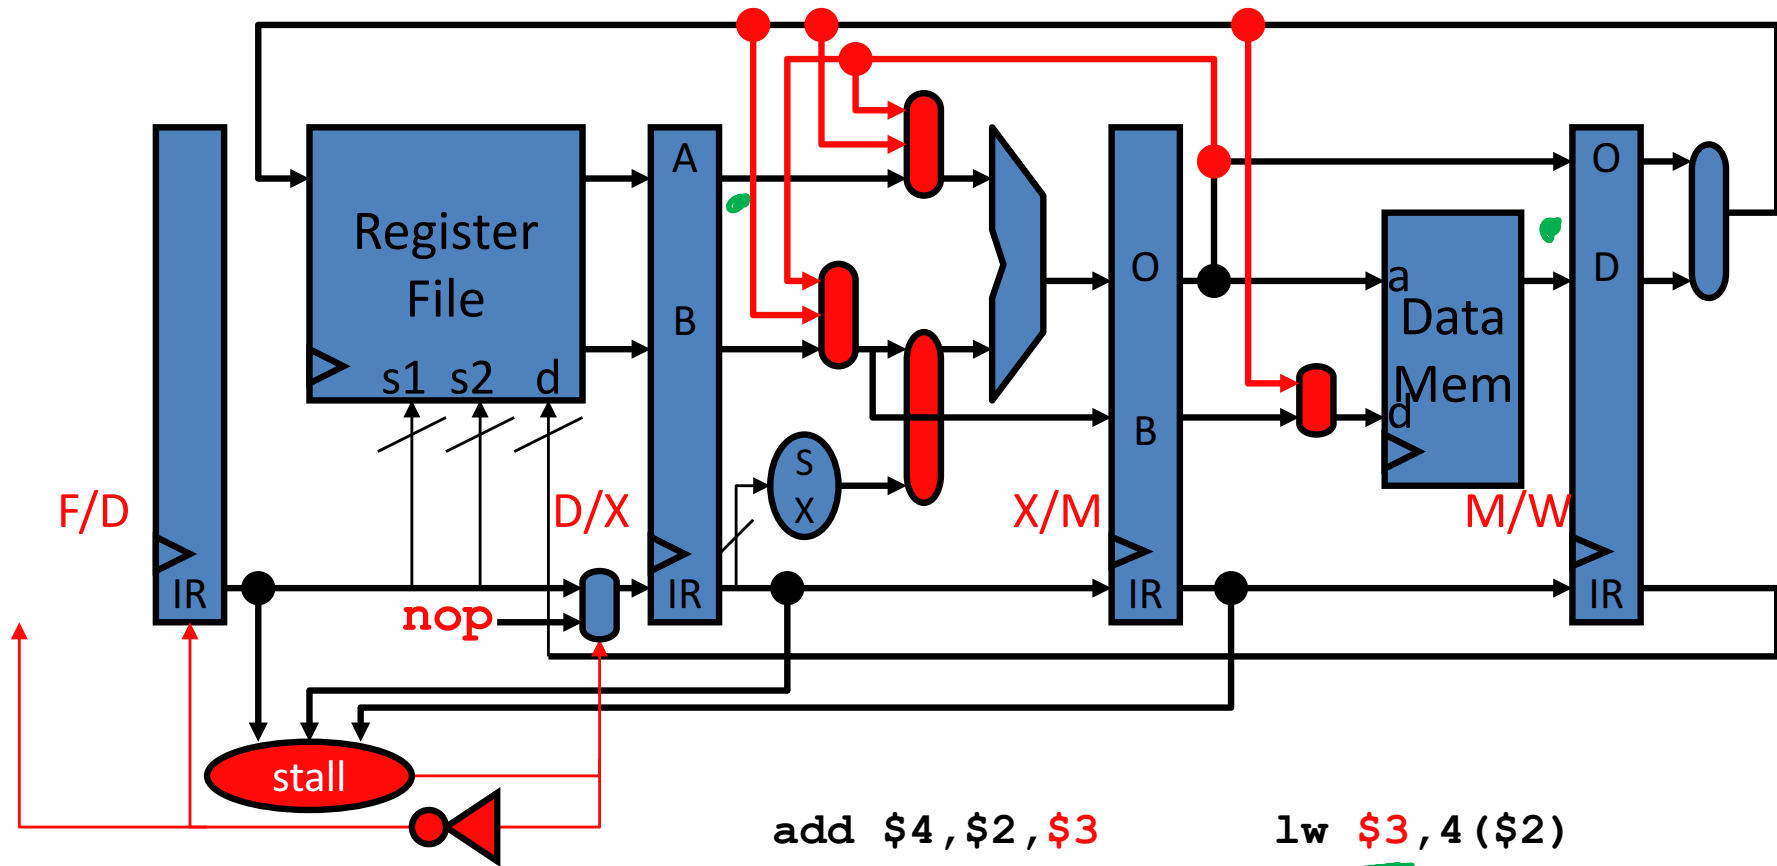 A
O
Register
File
O
D
a
B
Data
Mem
s1 s2 d
d
B
S
X
F/D
D/X
X/M
M/W
IR
IR
IR
IR
nop
stall
add $4,$2,$3
lw $3,4($2)